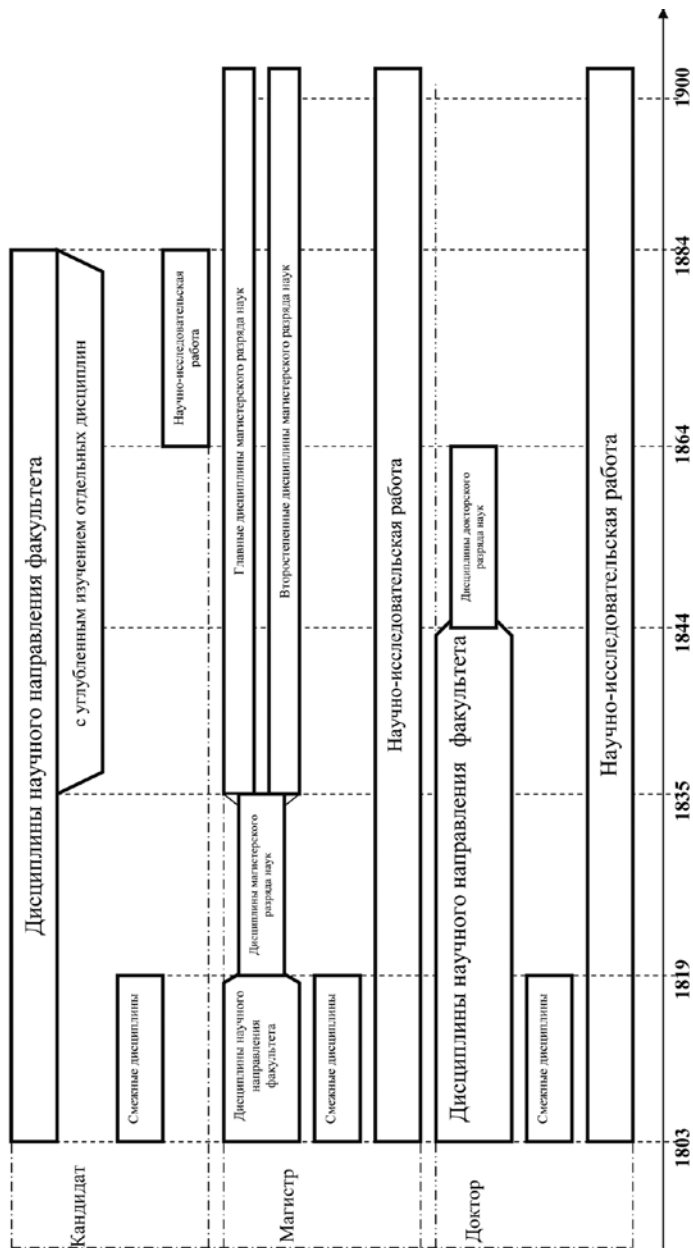 Кандидат
Дисциплины научного направления факультета
с углубленным изучением отдельных дисциплин
Смежные дисциплины
Научно-исследовательская
работа
Магистр
Дисциплины научного
направления
факультета
Дисциплины магистерского
разряда наук
Главные дисциплины магистерского разряда наук
Второстепенные дисциплины магистерского разряда наук
Смежные дисциплины
Научно-исследовательская работа
Доктор
Дисциплины научного направления факультета
Дисциплины докторского
разряда наук
Смежные дисциплины
Научно-исследовательская работа
1803
1819
1835
1844
1864
1884
1900